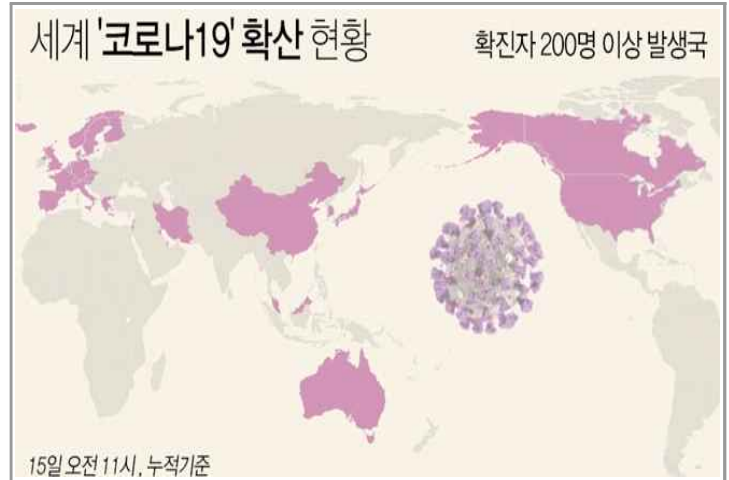 세계 '코로나19' 확산 현황
확진자 200명 이상 발생국
15일 오전 11시, 누적기준